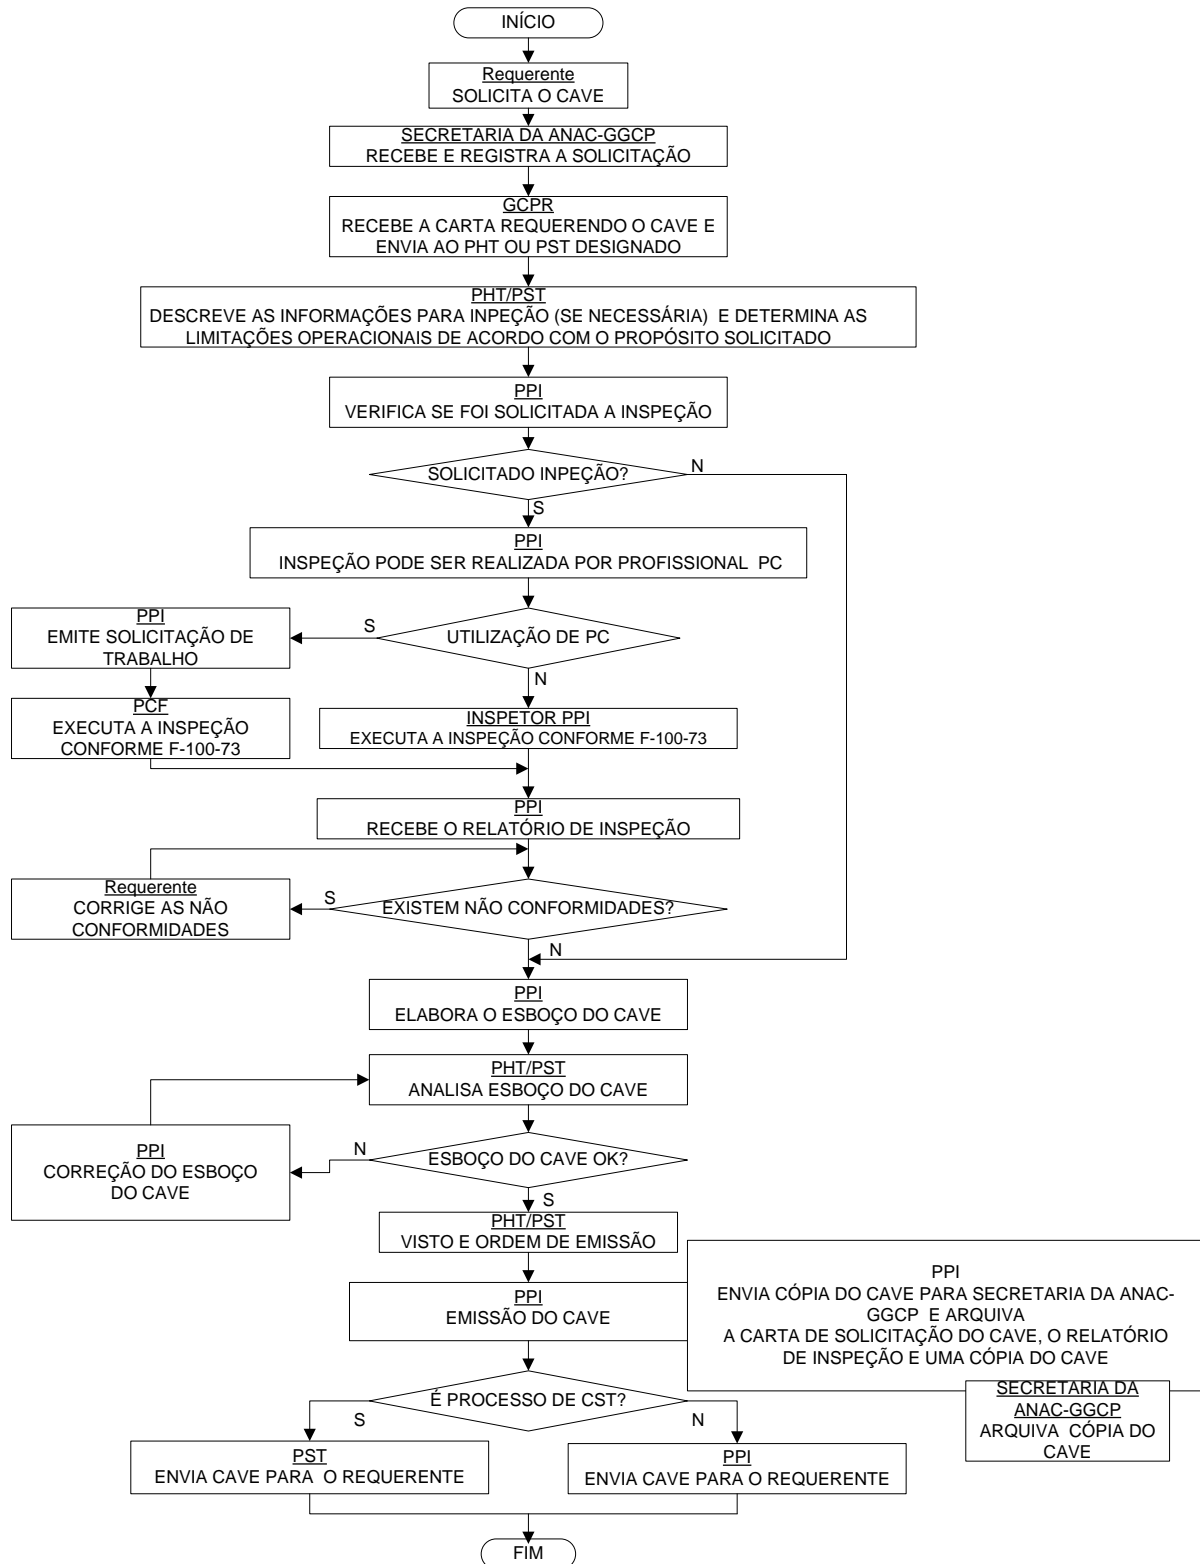 INÍCIO
Requerente
SOLICITA O CAVE
SECRETARIA DA ANAC-GGCP
RECEBE E REGISTRA A SOLICITAÇÃO
GCPR
RECEBE A CARTA REQUERENDO O CAVE E
ENVIA AO PHT OU PST DESIGNADO
PHT/PST
DESCREVE AS INFORMAÇÕES PARA INPEÇÃO (SE NECESSÁRIA) E DETERMINA AS
LIMITAÇÕES OPERACIONAIS DE ACORDO COM O PROPÓSITO SOLICITADO
PPI
VERIFICA SE FOI SOLICITADA A INSPEÇÃO
SOLICITADO INPEÇÃO?
N
S
PPI
INSPEÇÃO PODE SER REALIZADA POR PROFISSIONAL PC
UTILIZAÇÃO DE PC
S
N
PPI
EMITE SOLICITAÇÃO DE
TRABALHO
PCF
EXECUTA A INSPEÇÃO
CONFORME F-100-73
INSPETOR PPI
EXECUTA A INSPEÇÃO CONFORME F-100-73
PPI
RECEBE O RELATÓRIO DE INSPEÇÃO
Requerente
CORRIGE AS NÃO
CONFORMIDADES
S
EXISTEM NÃO CONFORMIDADES?
N
PPI
ELABORA O ESBOÇO DO CAVE
PHT/PST
ANALISA ESBOÇO DO CAVE
PPI
CORREÇÃO DO ESBOÇO
DO CAVE
N
ESBOÇO DO CAVE OK?
S
PHT/PST
VISTO E ORDEM DE EMISSÃO
PPI
EMISSÃO DO CAVE
PPI
ENVIA CÓPIA DO CAVE PARA SECRETARIA DA ANAC-
GGCP E ARQUIVA
A CARTA DE SOLICITAÇÃO DO CAVE, O RELATÓRIO
DE INSPEÇÃO E UMA CÓPIA DO CAVE
SECRETARIA DA
ANAC-GGCP
ARQUIVA CÓPIA DO
CAVE
É PROCESSO DE CST?
S
N
PST
ENVIA CAVE PARA O REQUERENTE
PPI
ENVIA CAVE PARA O REQUERENTE
FIM